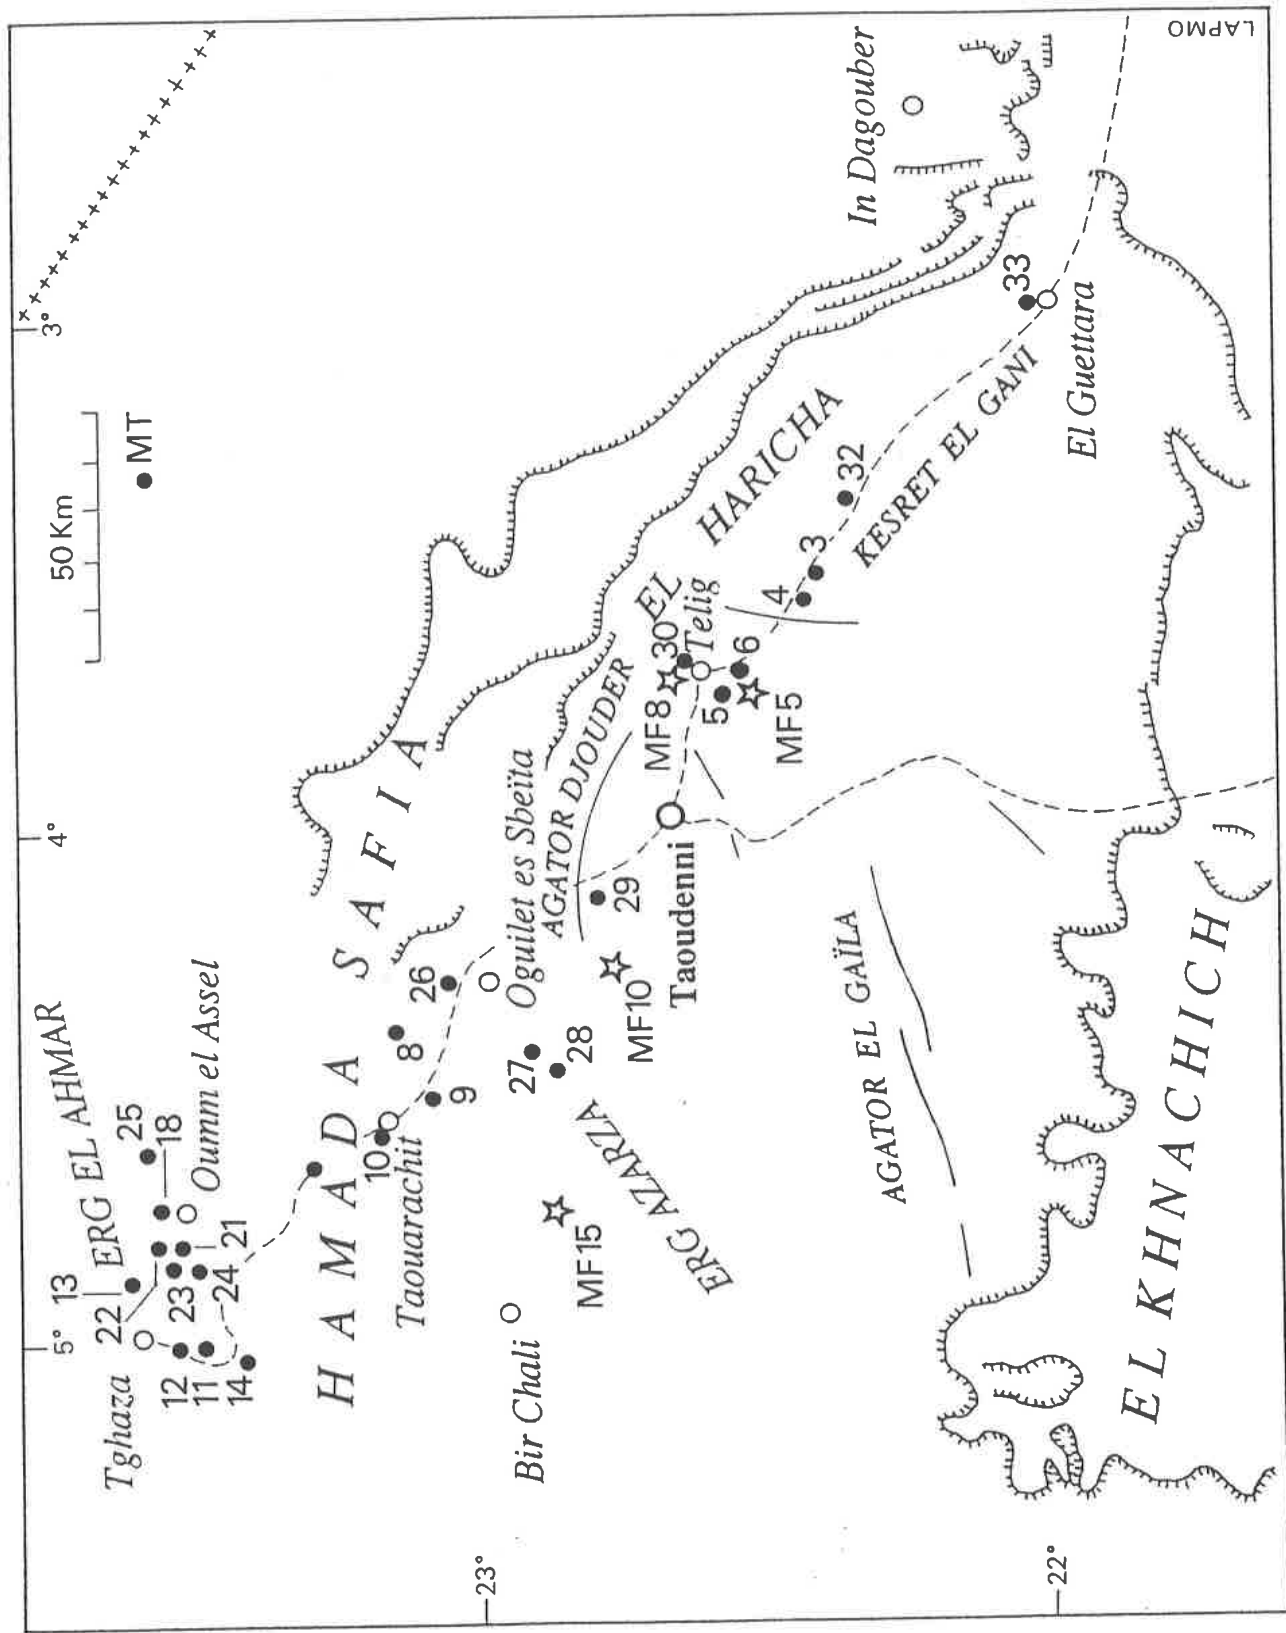 5°
4°
3°
50 Km
MT
Tghaza
22
13
ERG EL AHMAR
25
18
Oumm el Assel
12
11
14
23
24
21
HAMADA SAFIA
10
Taouarachit
9
8
26
23°
Bir Chali
MF15
ERG AZARZA
27
28
Oguilet es Sbeïta
AGATOR DJOUDER
MF10
29
Taoudenni
MF8
30
EL HARICHA
Telig
5
6
MF5
4
3
32
KESRET EL GANI
In Dagouber
33
El Guettara
AGATOR EL GAÏLA
22°
EL KHNACHICH
LAPMO